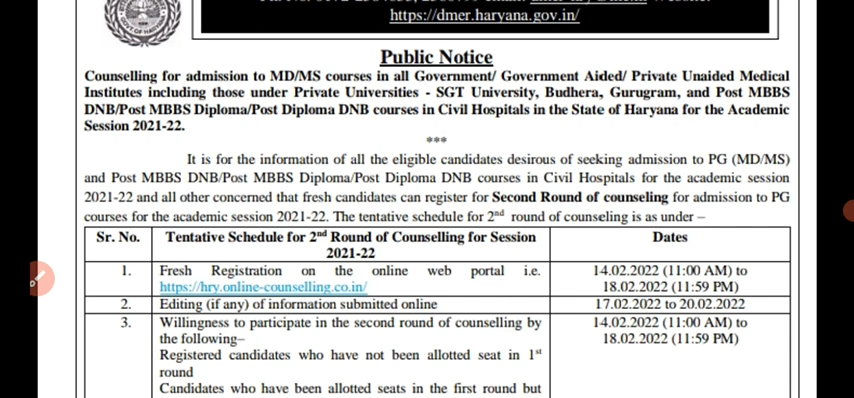 https://dmer.haryana.gov.in/
Public Notice
Counselling for admission to MD/MS courses in all Government/ Government Aided/ Private Unaided Medical
Institutes including those under Private Universities - SGT University, Budhera, Gurugram, and Post MBBS
DNB/Post MBBS Diploma/Post Diploma DNB courses in Civil Hospitals in the State of Haryana for the Academic
Session 2021-22.
***
It is for the information of all the eligible candidates desirous of seeking admission to PG (MD/MS)
and Post MBBS DNB/Post MBBS Diploma/Post Diploma DNB courses in Civil Hospitals for the academic session
2021-22 and all other concerned that fresh candidates can register for Second Round of counseling for admission to PG
courses for the academic session 2021-22. The tentative schedule for 2nd round of counseling is as under –
Sr. No. Tentative Schedule for 2nd Round of Counselling for Session Dates
2021-22
1. Fresh Registration on the online web portal i.e. 14.02.2022 (11:00 AM) to
https://hry.online-counselling.co.in/ 18.02.2022 (11:59 PM)
2. Editing (if any) of information submitted online 17.02.2022 to 20.02.2022
3. Willingness to participate in the second round of counselling by 14.02.2022 (11:00 AM) to
the following– 18.02.2022 (11:59 PM)
Registered candidates who have not been allotted seat in 1st
round
Candidates who have been allotted seats in the first round but